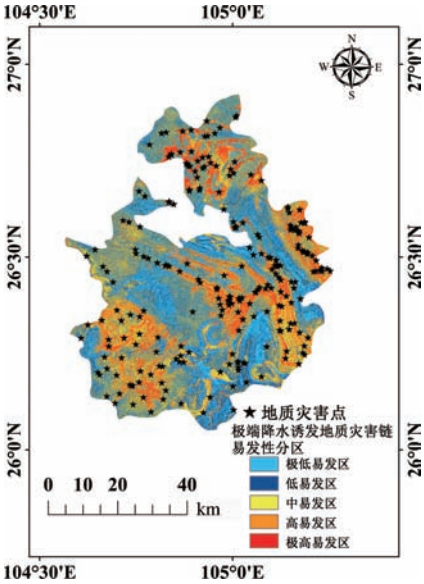 104°30′E
105°0′E
27°0′N
27°0′N
N
W
E
S
26°30′N
26°30′N
26°0′N
26°0′N
地质灾害点
极端降水诱发地质灾害链
易发性分区
极低易发区
低易发区
中易发区
高易发区
极高易发区
0 10 20 40
km
104°30′E
105°0′E